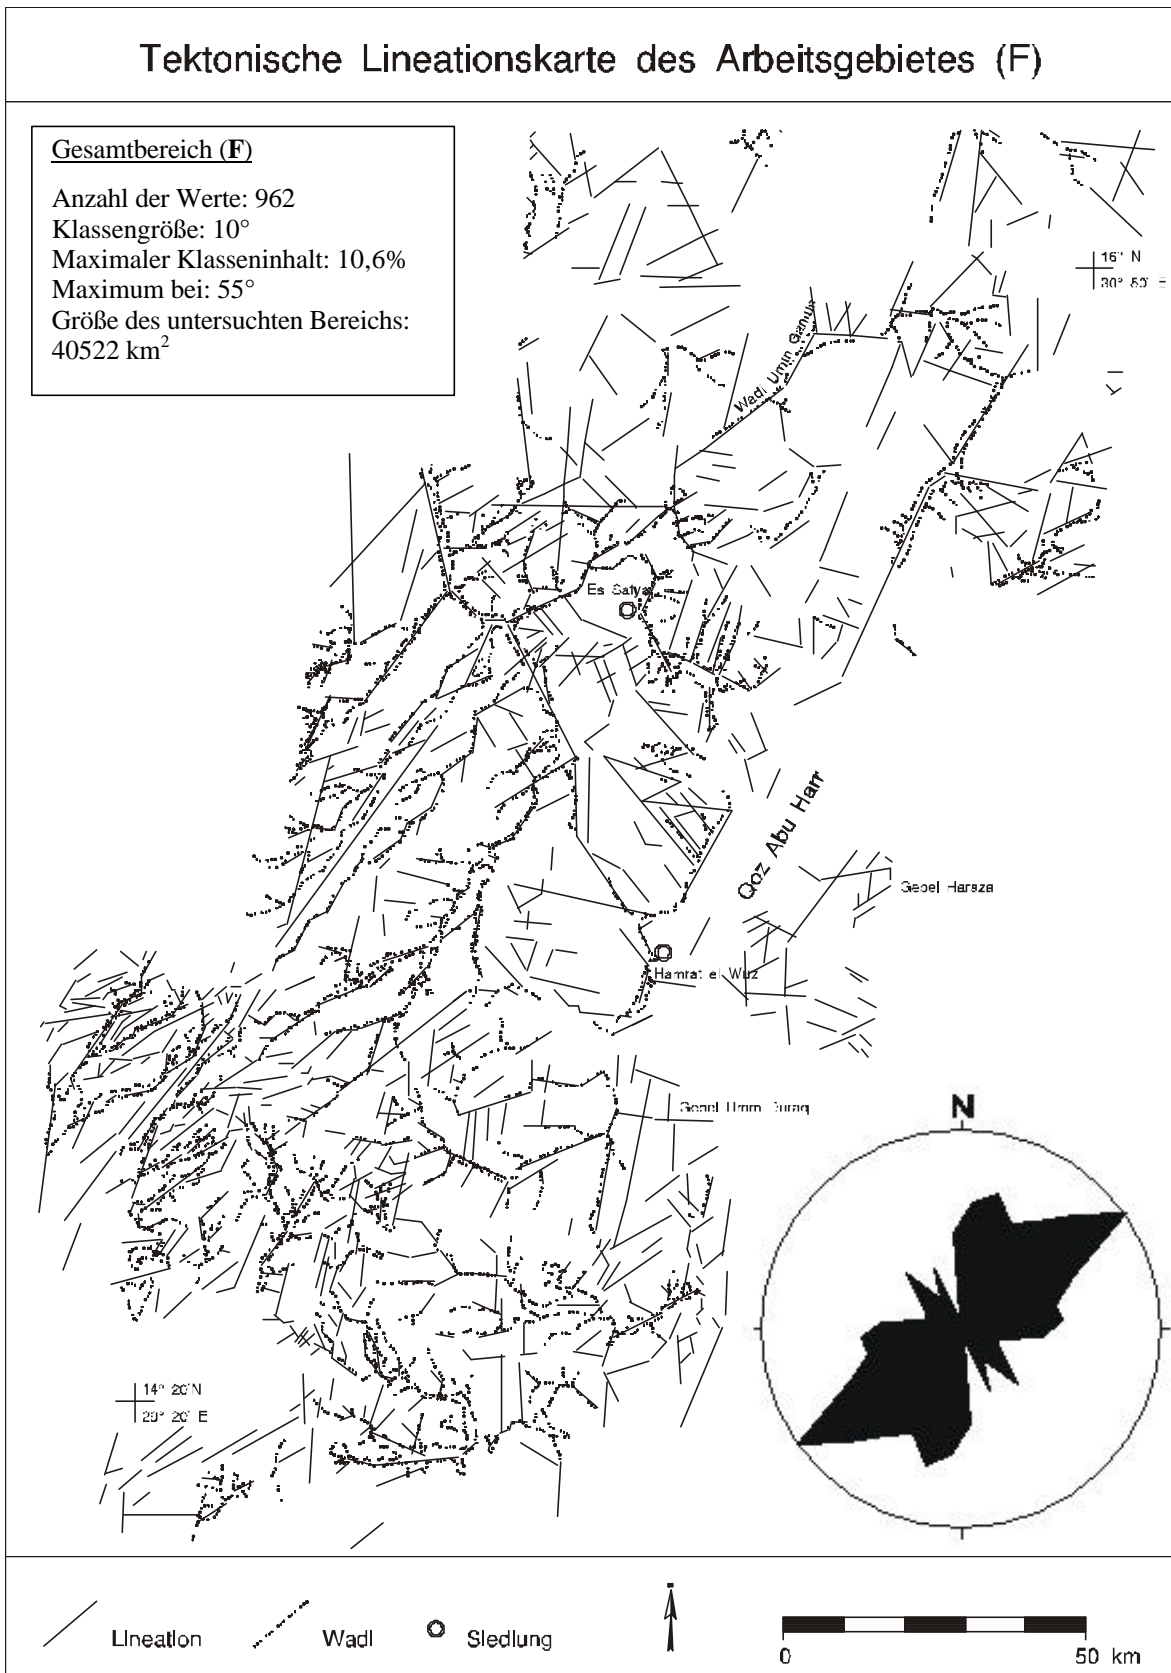 Tektonische Lineationskarte des Arbeitsgebietes (F)
Gesamtbereich (F)
Anzahl der Werte: 962
Klassengröße: 10°
Maximaler Klasseninhalt: 10,6%
Maximum bei: 55°
Größe des untersuchten Bereichs:
40522 km²
16° N
30° 50' E
Wadi Umm Ganub
Es Safya
Qoz Abu Harr
Gebel Haraza
Hamrat el Wuz
Gebel Umm Duraq
N
14° 20' N
29° 20' E
Lineation
Wadi
Siedlung
0
50 km